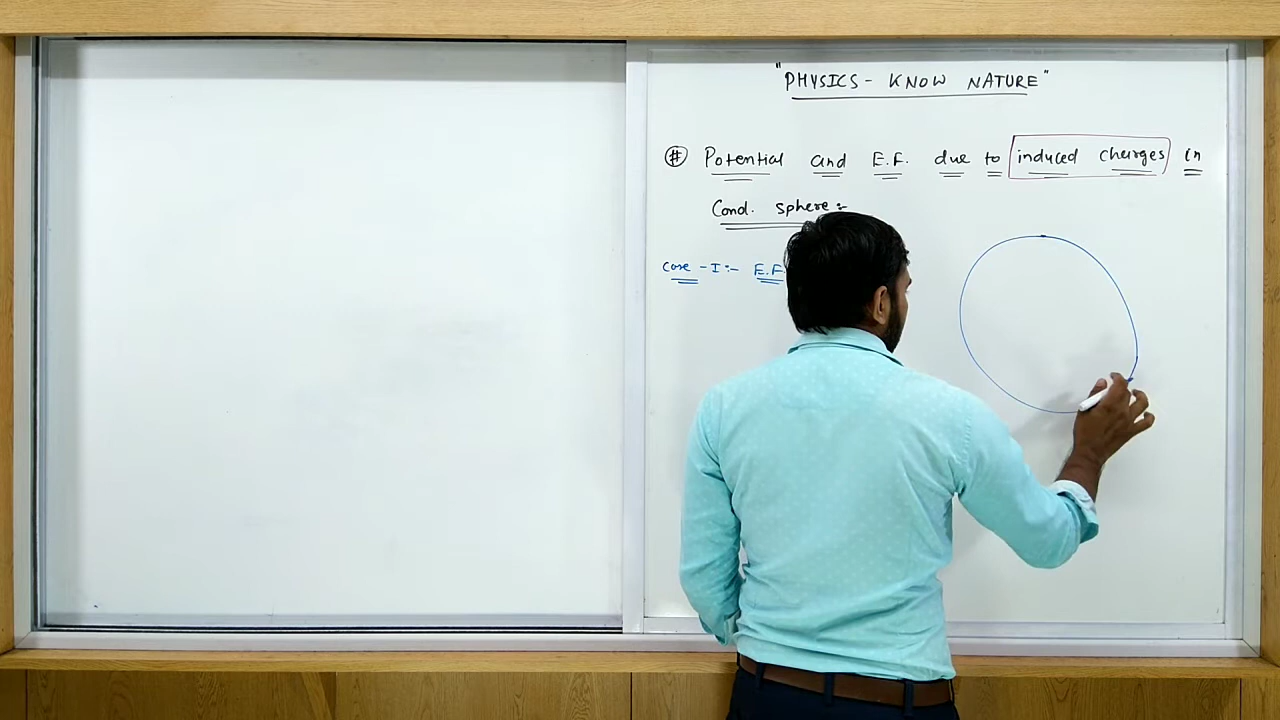 "PHYSICS - KNOW NATURE"
# Potential and E.F. due to induced charges in
Cond. sphere:-
Case - I:- E.F